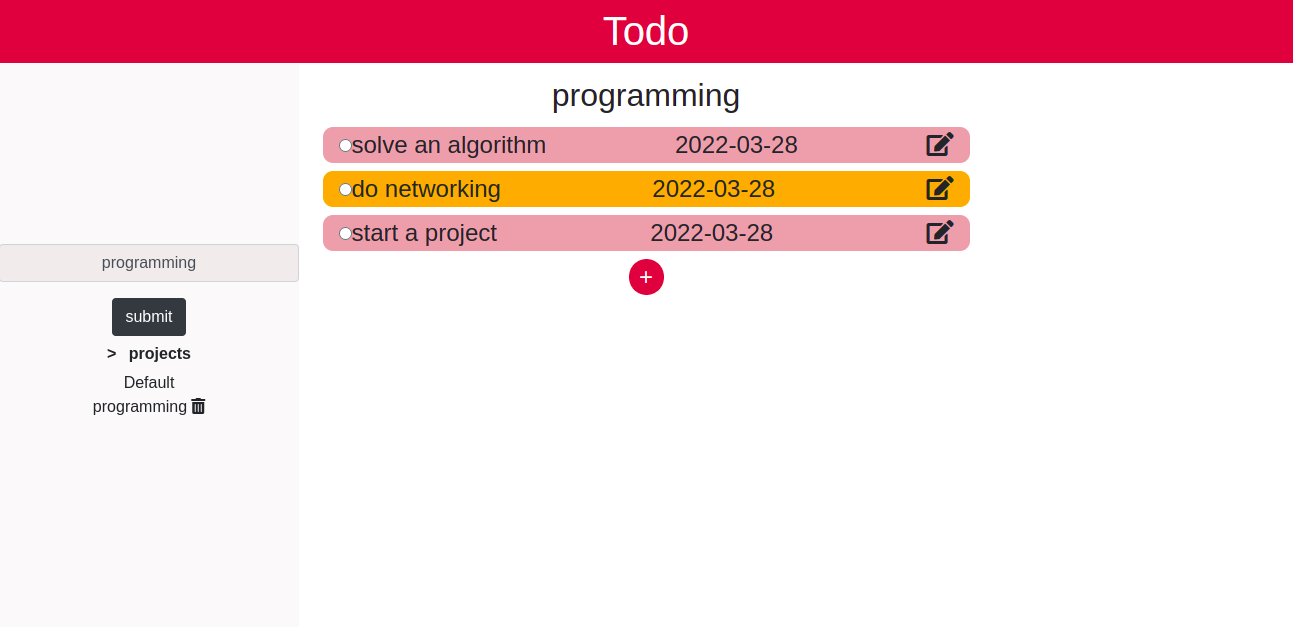 Todo
programming
submit
> projects
Default
programming
programming
solve an algorithm 2022-03-28
do networking 2022-03-28
start a project 2022-03-28
+